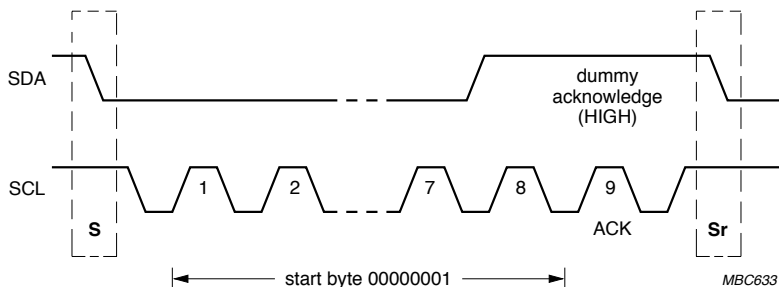 SDA
dummy
acknowledge
(HIGH)
SCL
1 2 7 8 9
S ACK Sr
start byte 00000001
MBC633